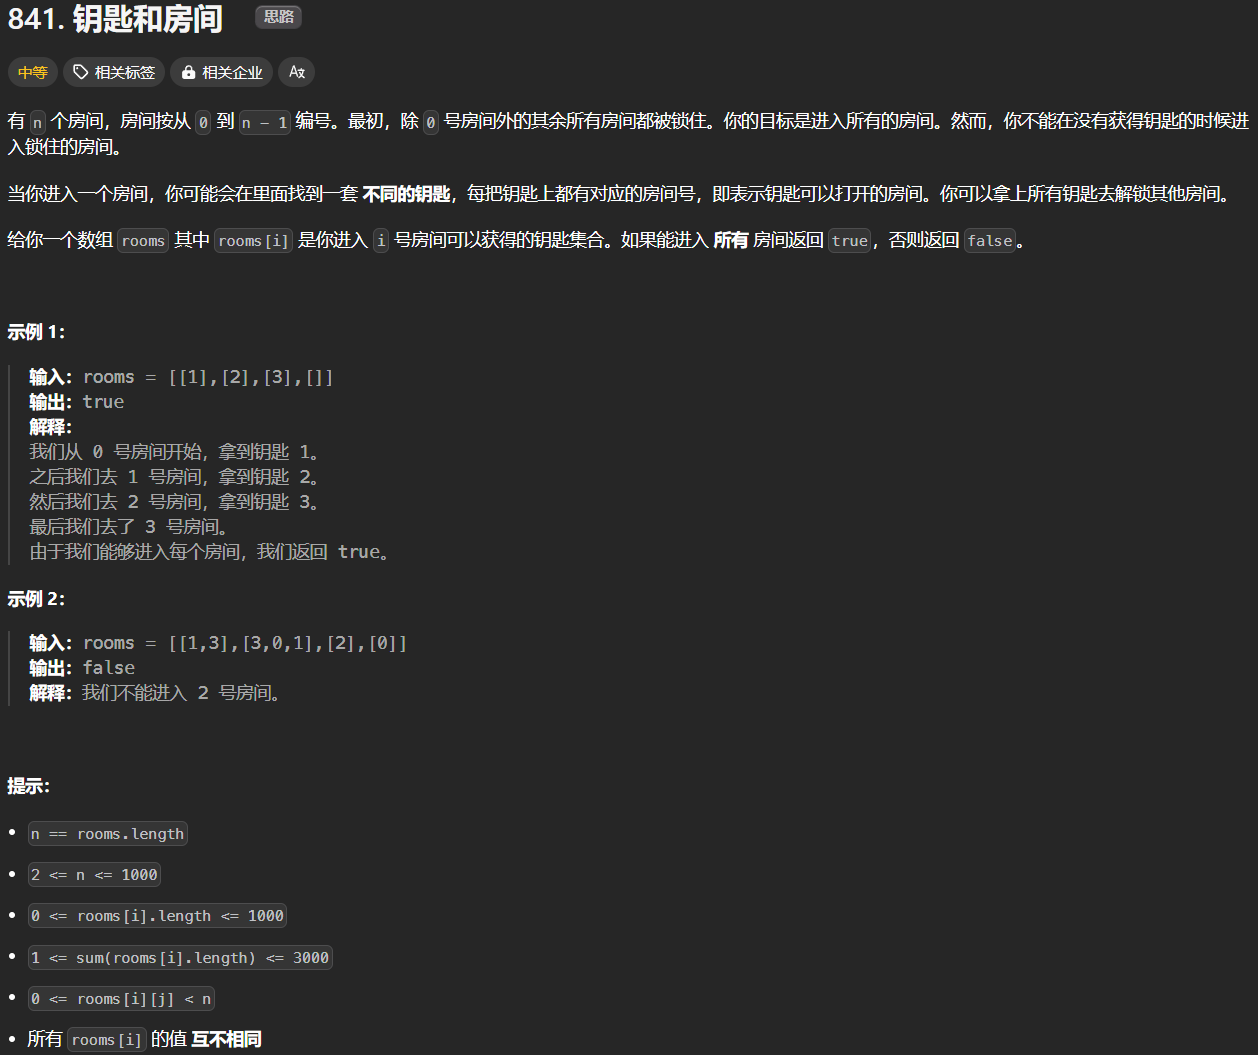 841. 钥匙和房间 思路
中等 相关标签 相关企业 Aあ
有 n 个房间，房间按从 0 到 n - 1 编号。最初，除 0 号房间外的其余所有房间都被锁住。你的目标是进入所有的房间。然而，你不能在没有获得钥匙的时候进
入锁住的房间。
当你进入一个房间，你可能会在里面找到一套 不同的钥匙，每把钥匙上都有对应的房间号，即表示钥匙可以打开的房间。你可以拿上所有钥匙去解锁其他房间。
给你一个数组 rooms 其中 rooms[i] 是你进入 i 号房间可以获得的钥匙集合。如果能进入 所有 房间返回 true，否则返回 false。
示例 1：
输入：rooms = [[1],[2],[3],[]]
输出：true
解释：
我们从 0 号房间开始，拿到钥匙 1。
之后我们去 1 号房间，拿到钥匙 2。
然后我们去 2 号房间，拿到钥匙 3。
最后我们去了 3 号房间。
由于我们能够进入每个房间，我们返回 true。
示例 2：
输入：rooms = [[1,3],[3,0,1],[2],[0]]
输出：false
解释：我们不能进入 2 号房间。
提示：
n == rooms.length
2 <= n <= 1000
0 <= rooms[i].length <= 1000
1 <= sum(rooms[i].length) <= 3000
0 <= rooms[i][j] < n
所有 rooms[i] 的值 互不相同